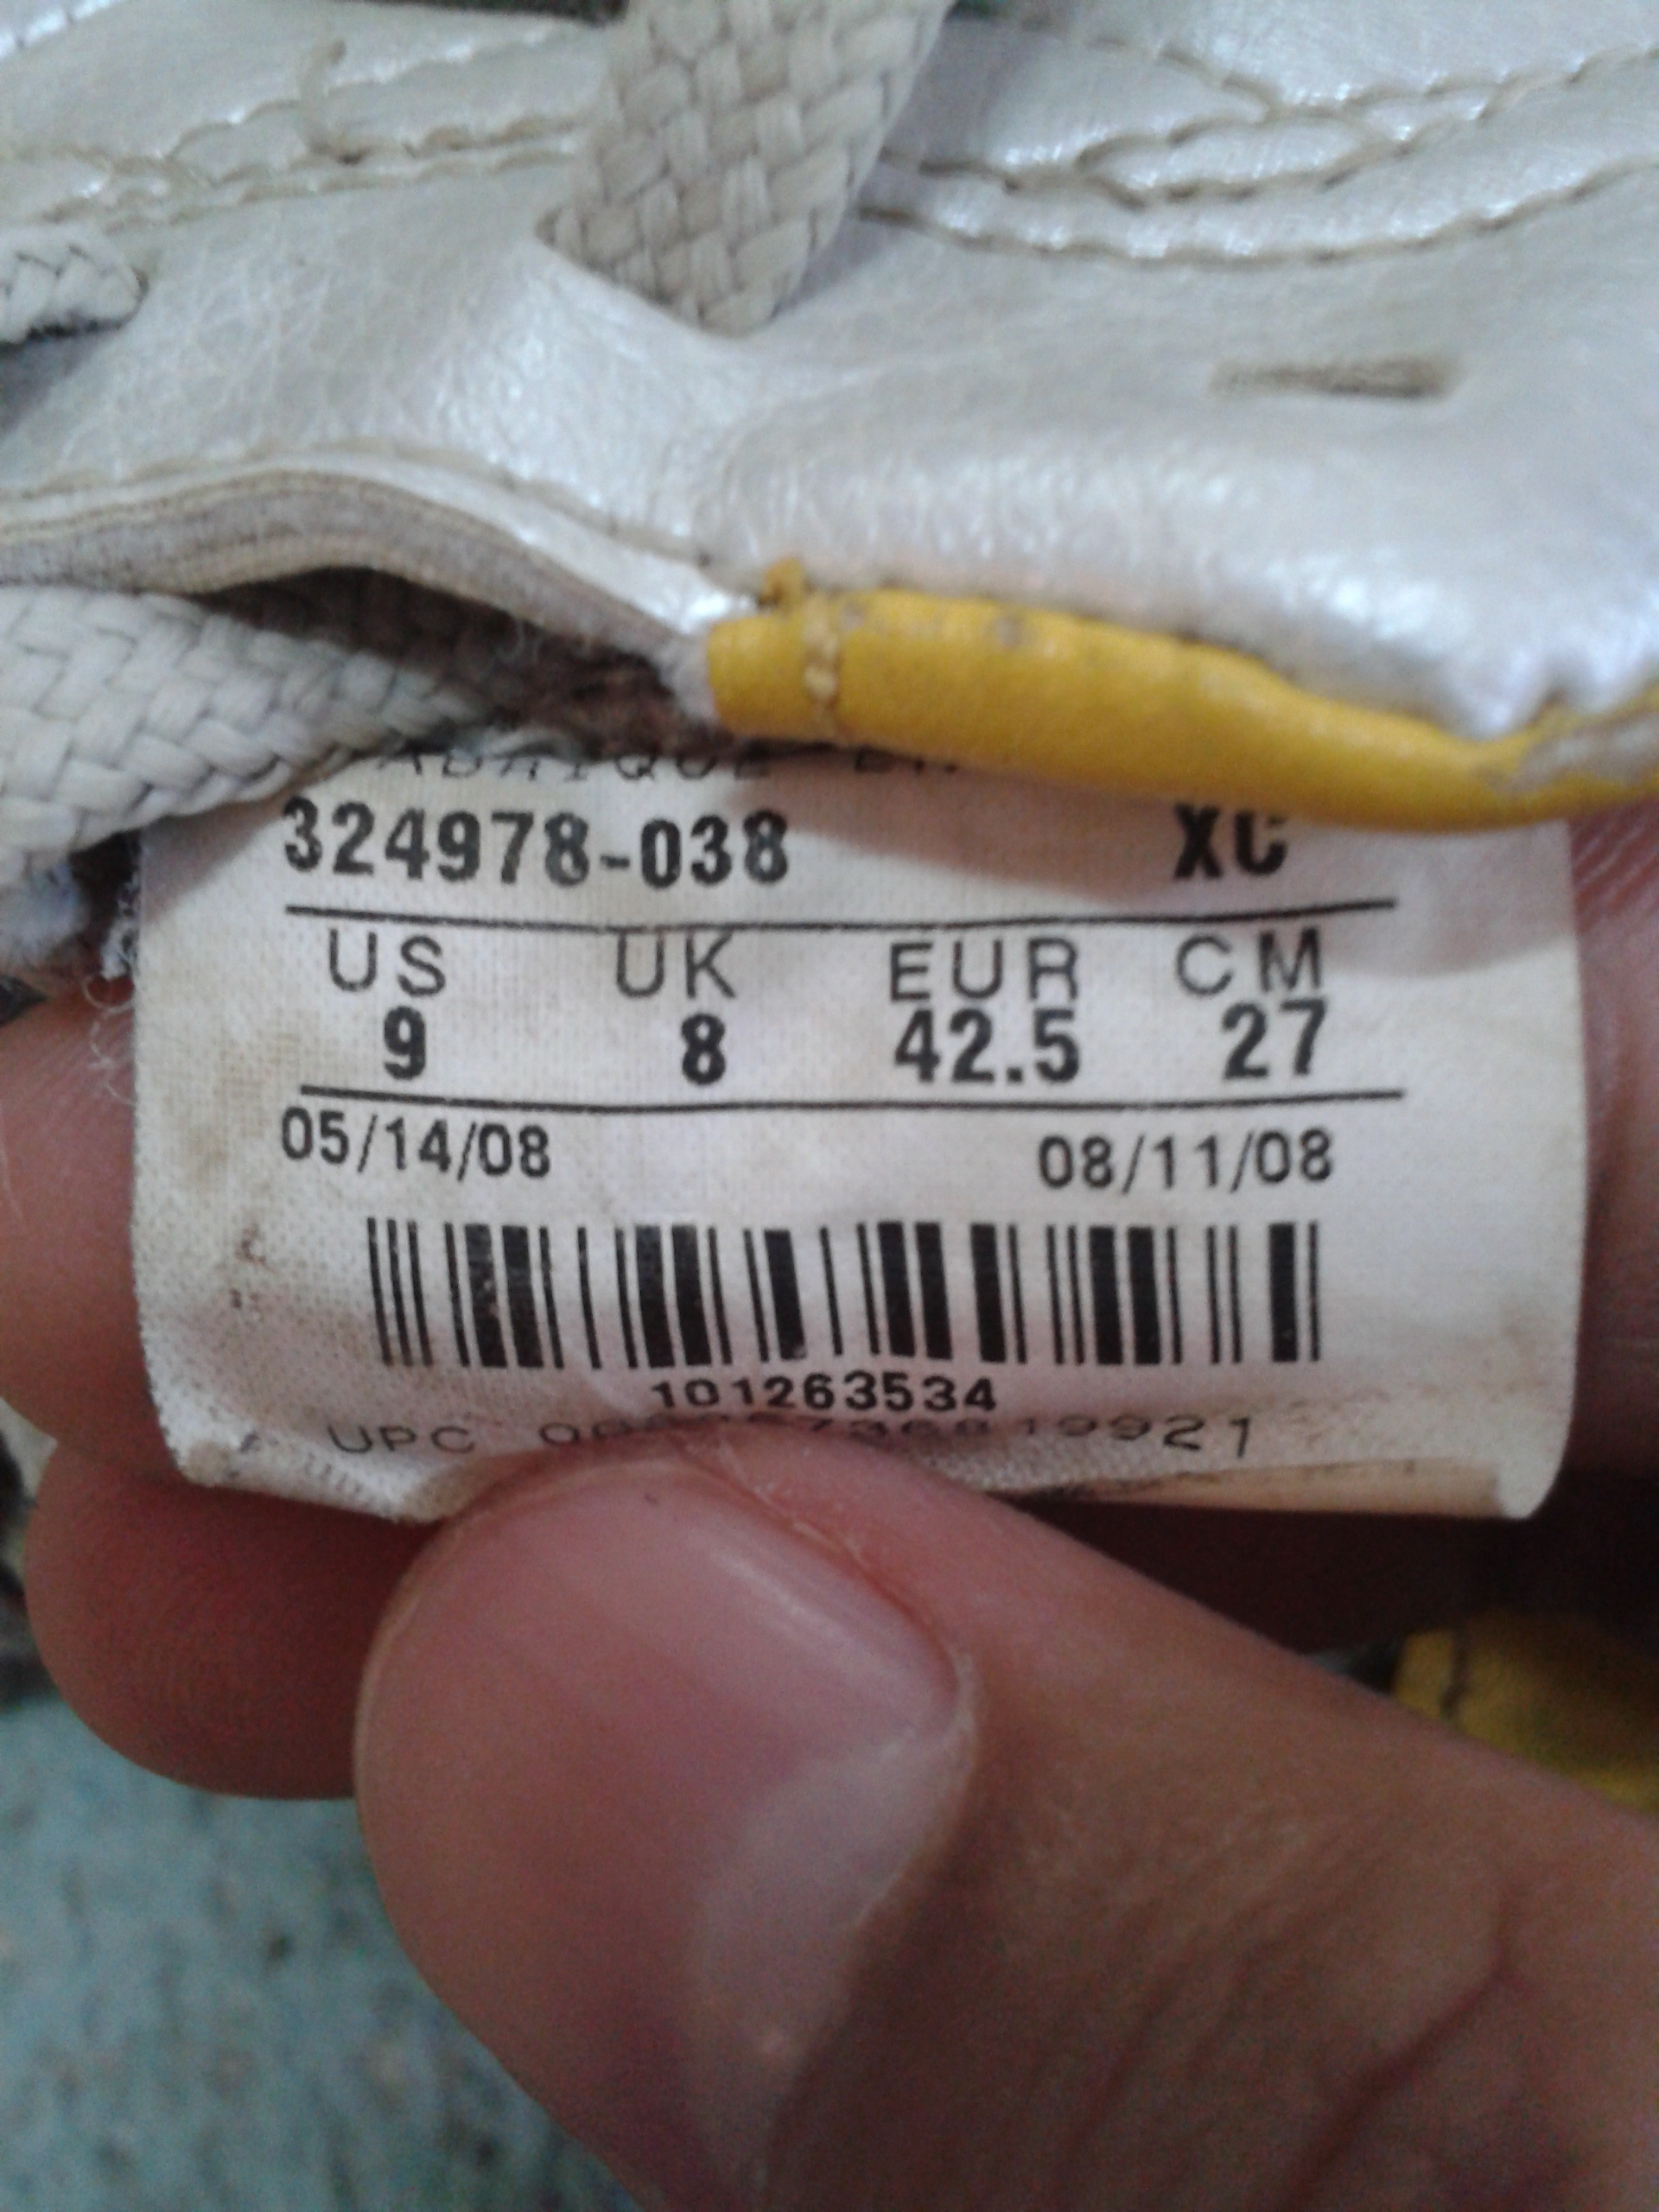 324978-038 XC
US UK EUR CM
9 8 42.5 27
05/14/08 08/11/08
101263534
UPC